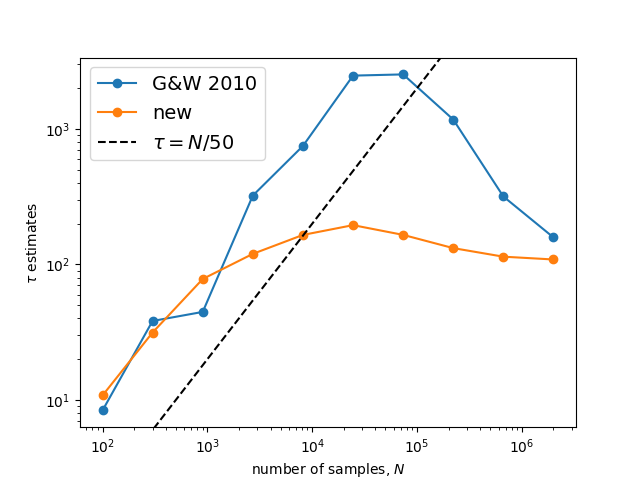 G&W 2010
new
τ = N/50
10³
10²
10¹
τ estimates
10² 10³ 10⁴ 10⁵ 10⁶
number of samples, N